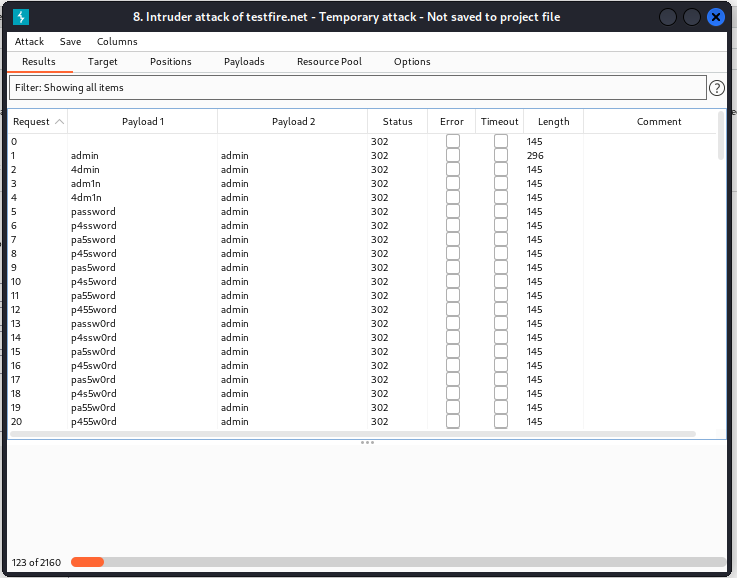 8. Intruder attack of testfire.net - Temporary attack - Not saved to project file
Attack Save Columns
Results Target Positions Payloads Resource Pool Options
Filter: Showing all items ?
Request Payload 1 Payload 2 Status Error Timeout Length Comment
0 302 145
1 admin admin 302 296
2 4dmin admin 302 145
3 adm1n admin 302 145
4 4dm1n admin 302 145
5 password admin 302 145
6 p4ssword admin 302 145
7 pa5sword admin 302 145
8 p45sword admin 302 145
9 pas5word admin 302 145
10 p4s5word admin 302 145
11 pa55word admin 302 145
12 p455word admin 302 145
13 passw0rd admin 302 145
14 p4ssw0rd admin 302 145
15 pa5sw0rd admin 302 145
16 p45sw0rd admin 302 145
17 pas5w0rd admin 302 145
18 p4s5w0rd admin 302 145
19 pa55w0rd admin 302 145
20 p455w0rd admin 302 145
123 of 2160